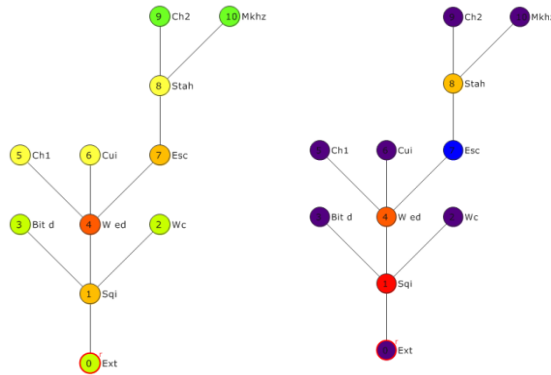 9 Ch2
10 Mkhz
8 Stah
5 Ch1
6 Cui
7 Esc
3 Bit d
4 W ed
2 Wc
1 Sqi
0 Ext
Ch2
8 Stah
Esc
Ch1
Cui
4 W ed
Bit d
Wc
1 Sqi
Ext